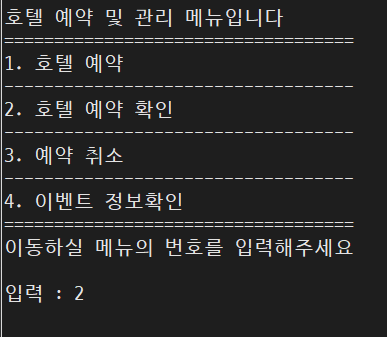 호텔 예약 및 관리 메뉴입니다
===================================
1. 호텔 예약
-----------------------------------
2. 호텔 예약 확인
-----------------------------------
3. 예약 취소
-----------------------------------
4. 이벤트 정보확인
===================================
이동하실 메뉴의 번호를 입력해주세요
입력 : 2